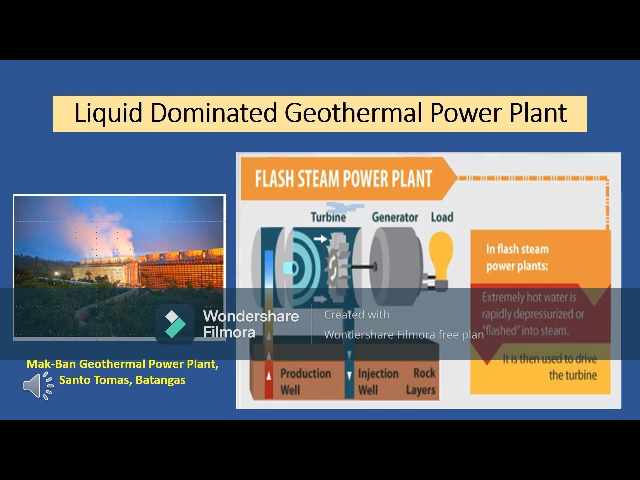 Liquid Dominated Geothermal Power Plant
FLASH STEAM POWER PLANT
Turbine Generator Load
In flash steam
power plants:
Extremely hot water is
rapidly depressurized or
"flashed" into steam.
It is then used to drive
the turbine
Production
Well
Injection
Well
Rock
Layers
Mak-Ban Geothermal Power Plant,
Santo Tomas, Batangas
Wondershare
Filmora
Created with
Wondershare Filmora free plan